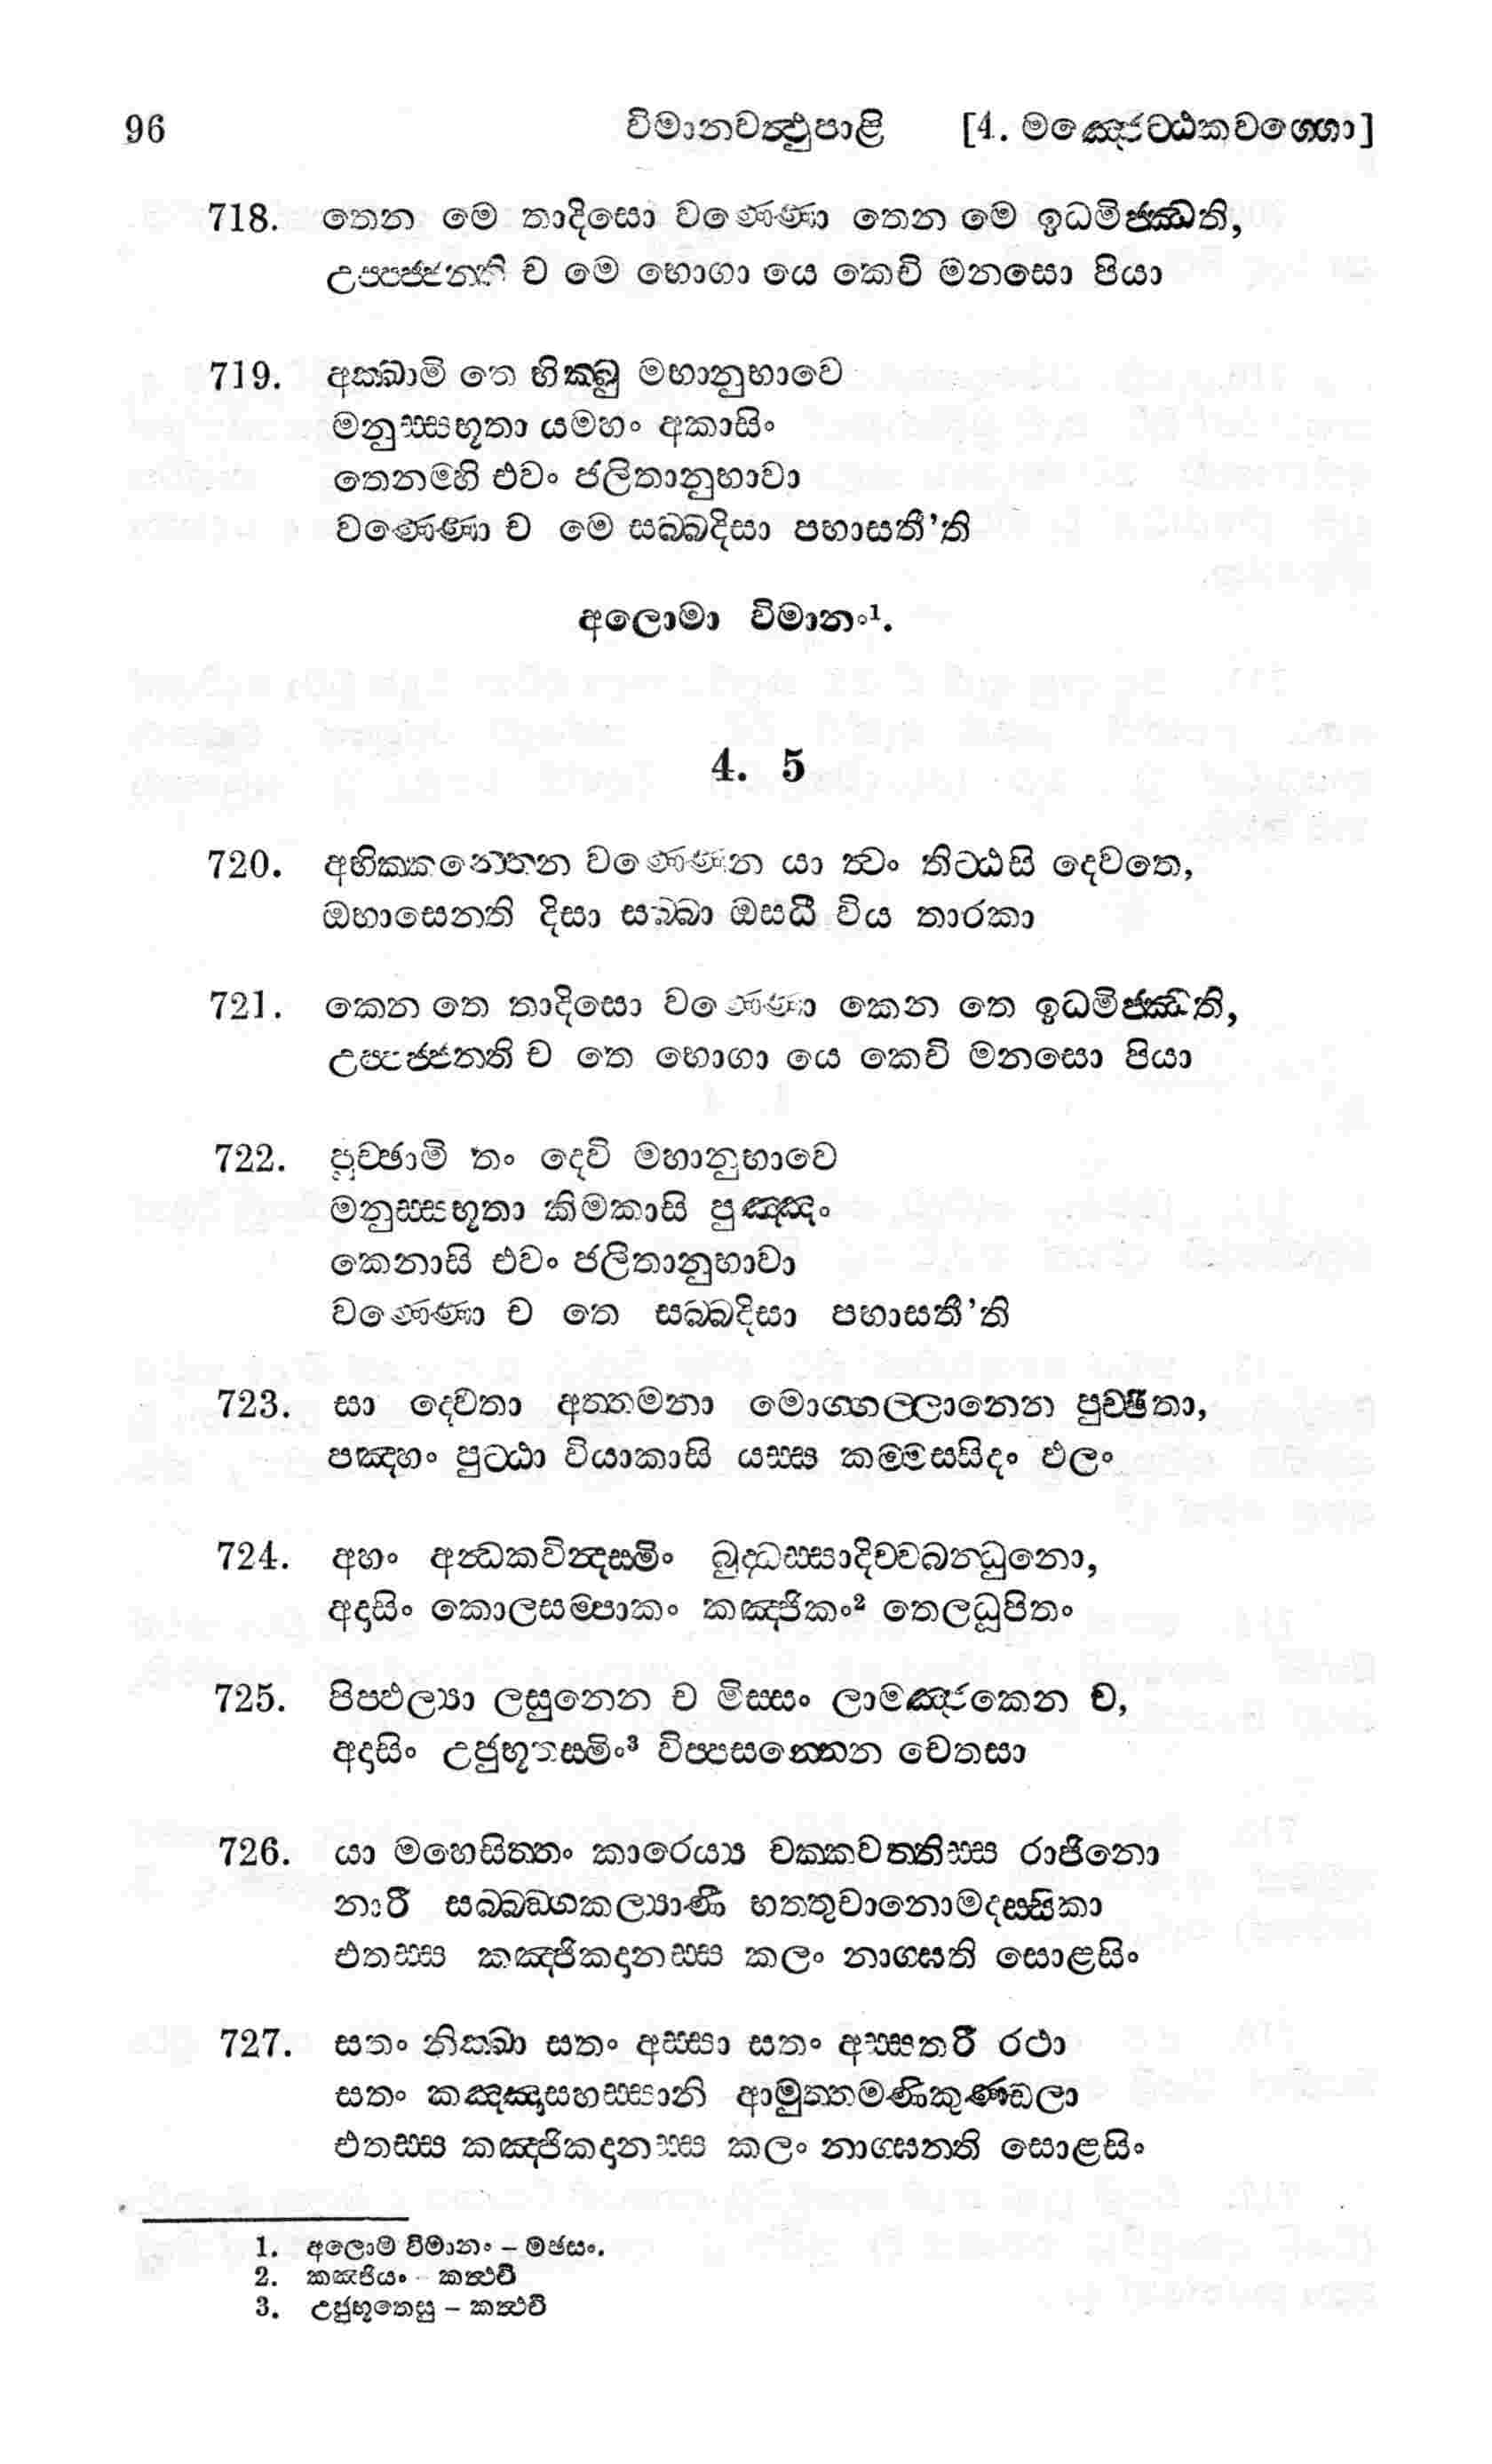 96 විමානවත්ථුපාළි [4. මඤ්ජෙට්ඨකවග්ගො]
718. තෙන මෙ තාදිසො වණ්ණො තෙන මෙ ඉධමිජ්ඣති,
උප්පජ්ජන්ති ච මෙ භොගා යෙ කෙචි මනසො පියා
719. අක්ඛාමි තෙ භික්ඛු මහානුභාවෙ
මනුස්සභූතා යමහං අකාසිං
තෙනම්හි එවං ජලිතානුභාවා
වණ්ණො ච මෙ සබ්බදිසා පභාසතී’ති
අලොමා විමානං¹.
4. 5
720. අභික්කන්තෙන වණ්ණෙන යා ත්වං තිට්ඨසි දෙවතෙ,
ඔභාසෙන්ති දිසා සබ්බා ඔසධී විය තාරකා
721. කෙන තෙ තාදිසො වණ්ණො කෙන තෙ ඉධමිජ්ඣති,
උප්පජ්ජන්ති ච තෙ භොගා යෙ කෙචි මනසො පියා
722. පුච්ඡාමි තං දෙවි මහානුභාවෙ
මනුස්සභූතා කිමකාසි පුඤ්ඤං
කෙනාසි එවං ජලිතානුභාවා
වණ්ණො ච තෙ සබ්බදිසා පභාසතී’ති
723. සා දෙවතා අත්තමනා මොග්ගල්ලානෙන පුච්ඡිතා,
පඤ්හං පුට්ඨා වියාකාසි යස්ස කම්මස්සිදං ඵලං
724. අහං අන්ධකවින්දස්මිං බුද්ධස්සාදිච්චබන්ධුනො,
අදාසිං කොලසම්පාකං කඤ්ජිකං² තෙලධූපිතං
725. පිප්ඵල්‍යා ලසුනෙන ච මිස්සං ලාමඤ්ජකෙන ච,
අදාසිං උජුභූතස්මිං³ විප්පසන්නෙන චෙතසා
726. යා මහෙසිත්තං කාරෙය්‍ය චක්කවත්තිස්ස රාජිනො
නාරී සබ්බඞ්ගකල්‍යාණී භත්තුචානොමදස්සිකා
එතස්ස කඤ්ජිකදානස්ස කලං නාග්ඝති සොළසිං
727. සතං නික්ඛා සතං අස්සා සතං අස්සතරී රථා
සතං කඤ්ඤාසහස්සානි ආමුත්තමණිකුණ්ඩලා
එතස්ස කඤ්ජිකදානස්ස කලං නාග්ඝන්ති සොළසිං
1. අලොම විමානං – මඡසං.
2. කඤ්ජියං – කත්ථචි
3. උජුභූතෙසු – කත්ථචි